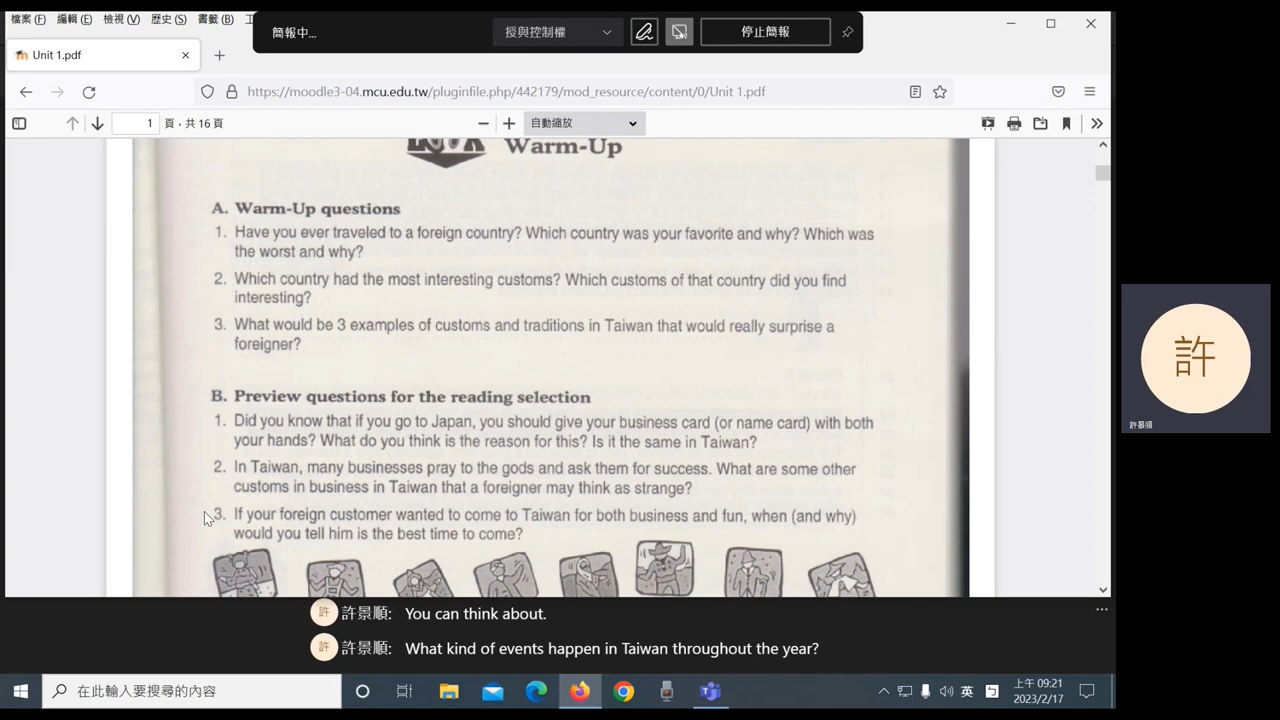 檔案(F) 編輯(E) 檢視(V) 歷史(S) 書籤(B)
簡報中... 授與控制權 停止簡報
Unit 1.pdf
https://moodle3-04.mcu.edu.tw/pluginfile.php/442179/mod_resource/content/0/Unit 1.pdf
1 頁，共 16 頁 自動縮放
Warm-Up
A. Warm-Up questions
1. Have you ever traveled to a foreign country? Which country was your favorite and why? Which was
the worst and why?
2. Which country had the most interesting customs? Which customs of that country did you find
interesting?
3. What would be 3 examples of customs and traditions in Taiwan that would really surprise a
foreigner?
B. Preview questions for the reading selection
1. Did you know that if you go to Japan, you should give your business card (or name card) with both
your hands? What do you think is the reason for this? Is it the same in Taiwan?
2. In Taiwan, many businesses pray to the gods and ask them for success. What are some other
customs in business in Taiwan that a foreigner may think as strange?
3. If your foreign customer wanted to come to Taiwan for both business and fun, when (and why)
would you tell him is the best time to come?
許
許景順
許 許景順: You can think about.
許 許景順: What kind of events happen in Taiwan throughout the year?
在此輸入要搜尋的文字
英
上午 09:21
2023/2/17